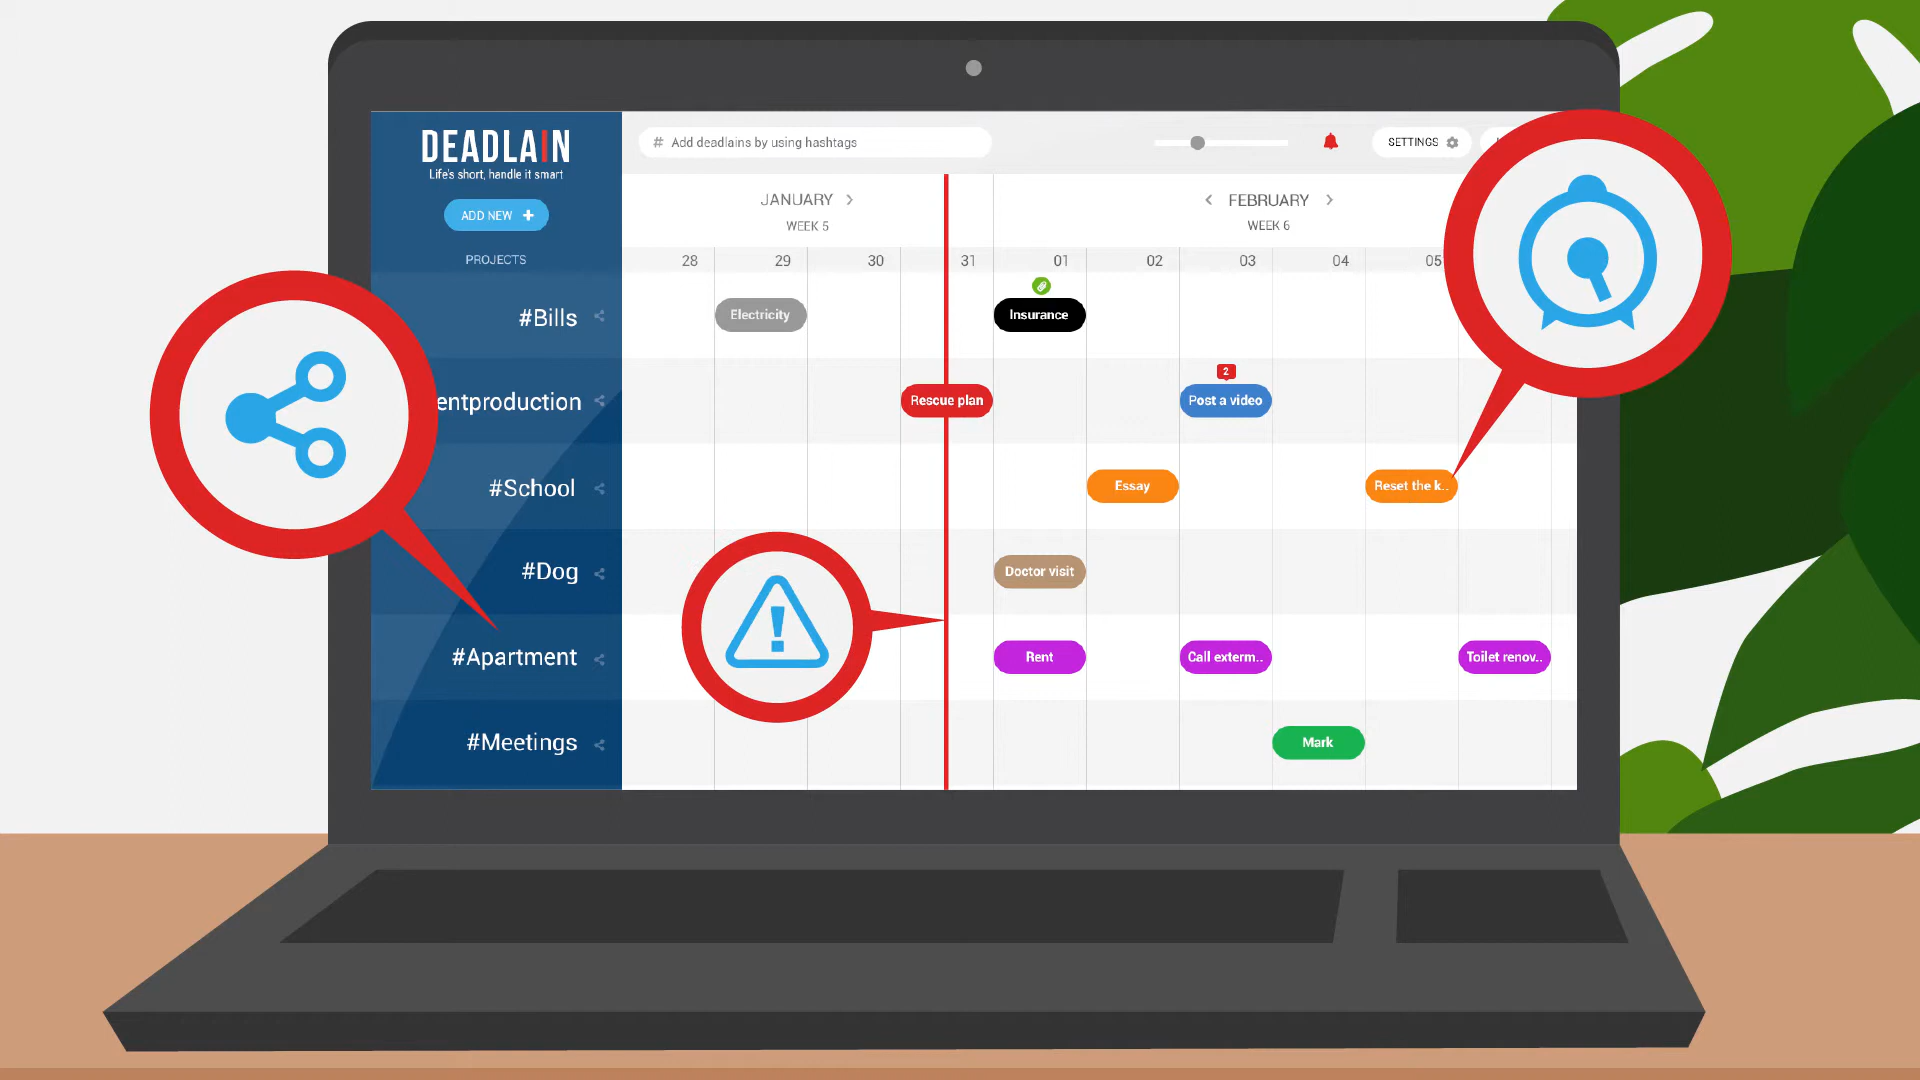 DEADLAIN
Life's short, handle it smart
ADD NEW +
PROJECTS
# Add deadlains by using hashtags
SETTINGS
JANUARY >
WEEK 5
< FEBRUARY >
WEEK 6
28 29 30 31 01 02 03 04 05
#Bills
Electricity
Insurance
entproduction
Rescue plan
2
Post a video
#School
Essay
Reset the k..
#Dog
Doctor visit
#Apartment
Rent
Call exterm..
Toilet renov..
#Meetings
Mark